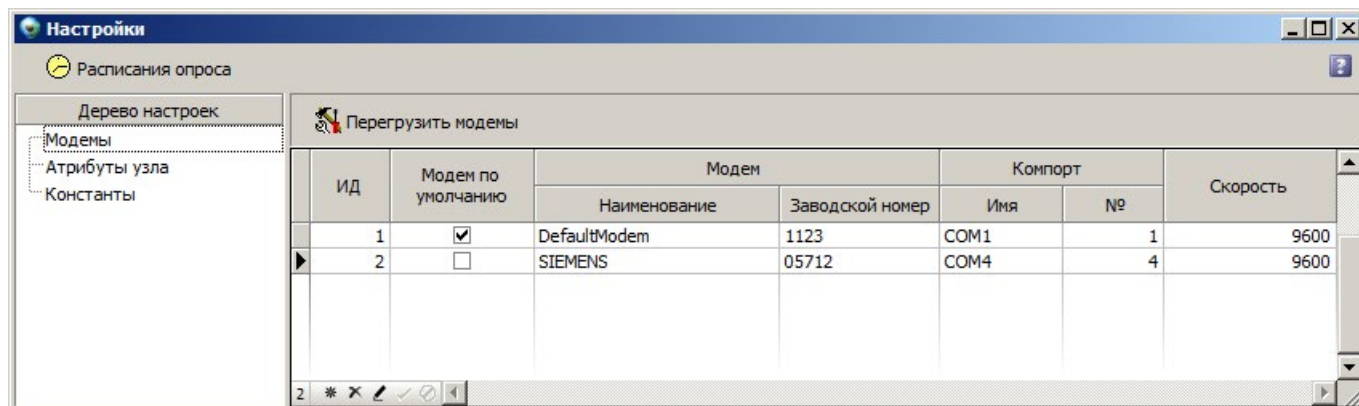 Настройки
Расписания опроса
Дерево настроек
Модемы
Атрибуты узла
Константы
Перегрузить модемы
ИД Модем по умолчанию Модем Компорт Скорость
Наименование Заводской номер Имя №
1 DefaultModem 1123 COM1 1 9600
2 SIEMENS 05712 COM4 4 9600
2